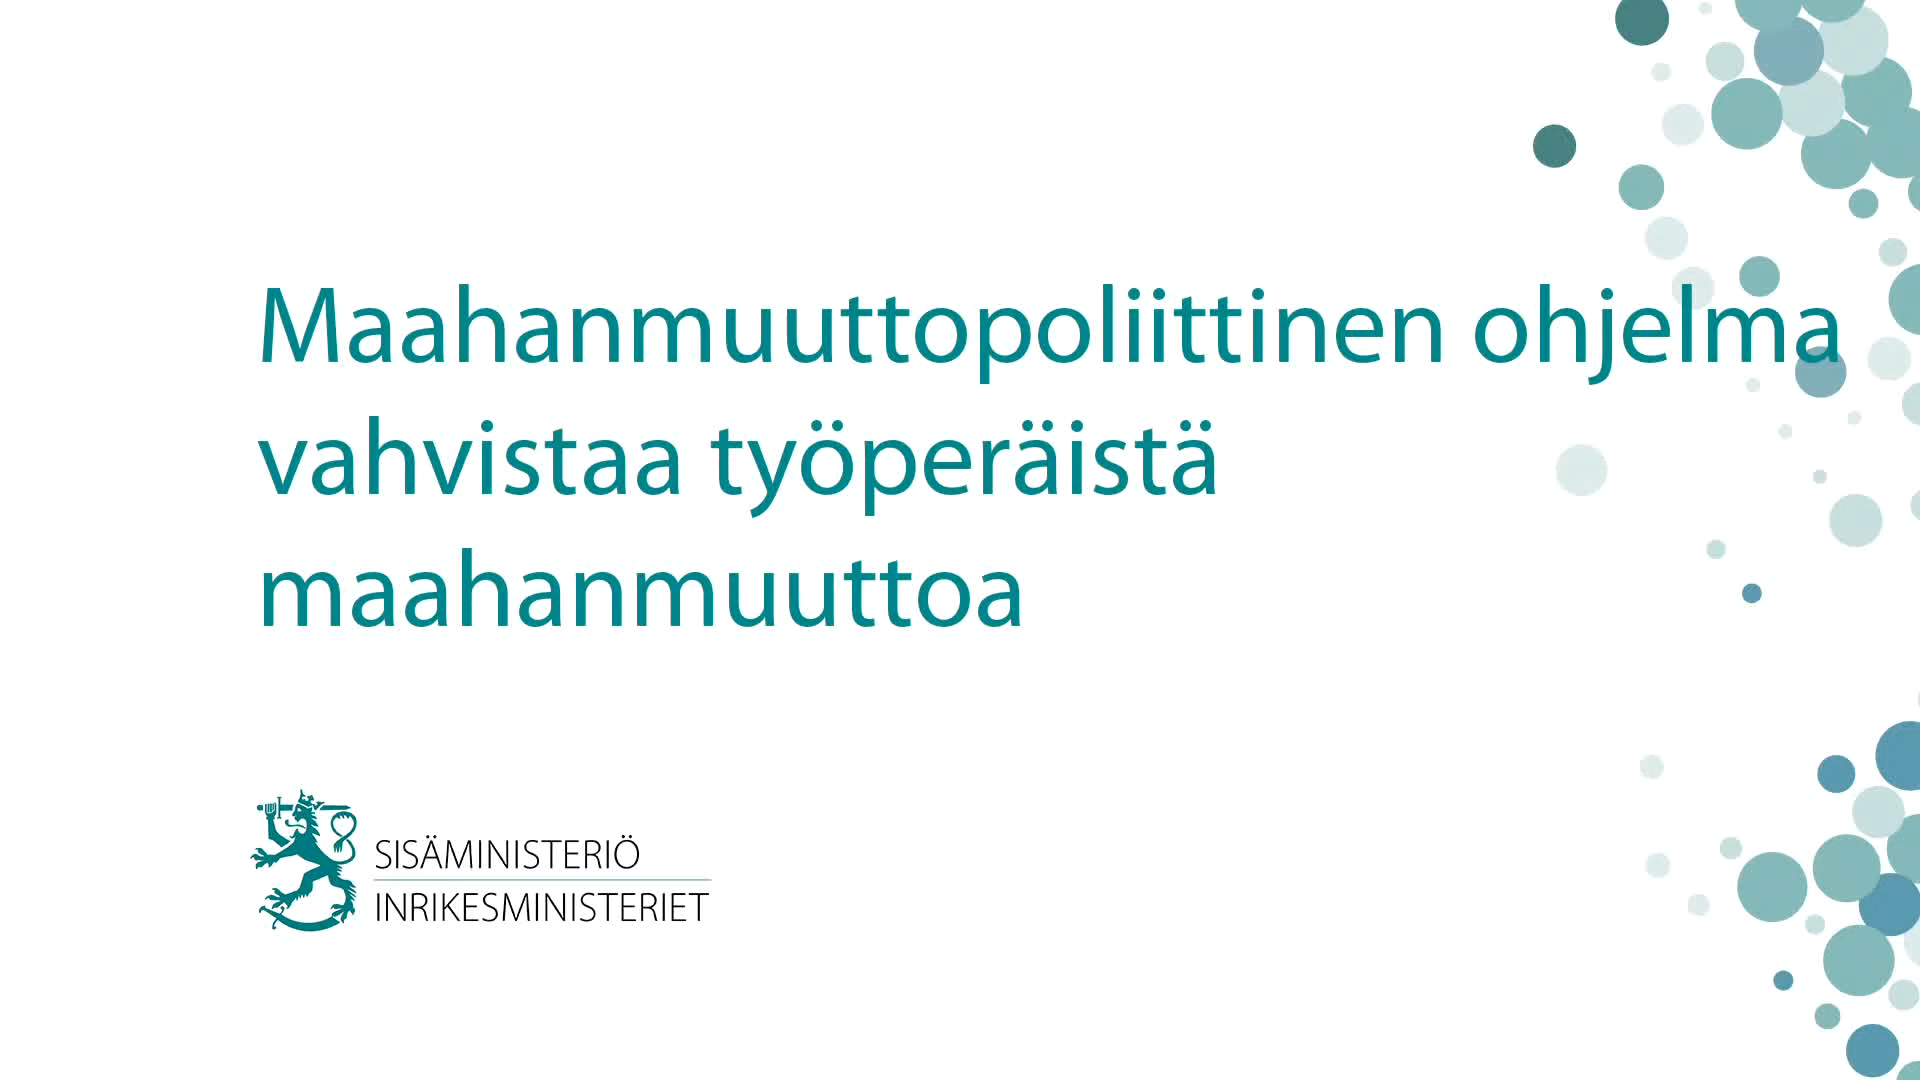 Maahanmuuttopoliittinen ohjelma
vahvistaa työperäistä
maahanmuuttoa
SISÄMINISTERIÖ
INRIKESMINISTERIET